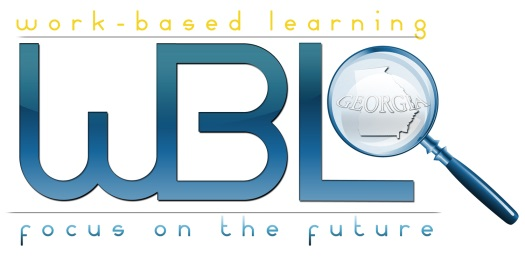 work-based learning
WBL
GEORGIA
focus on the future